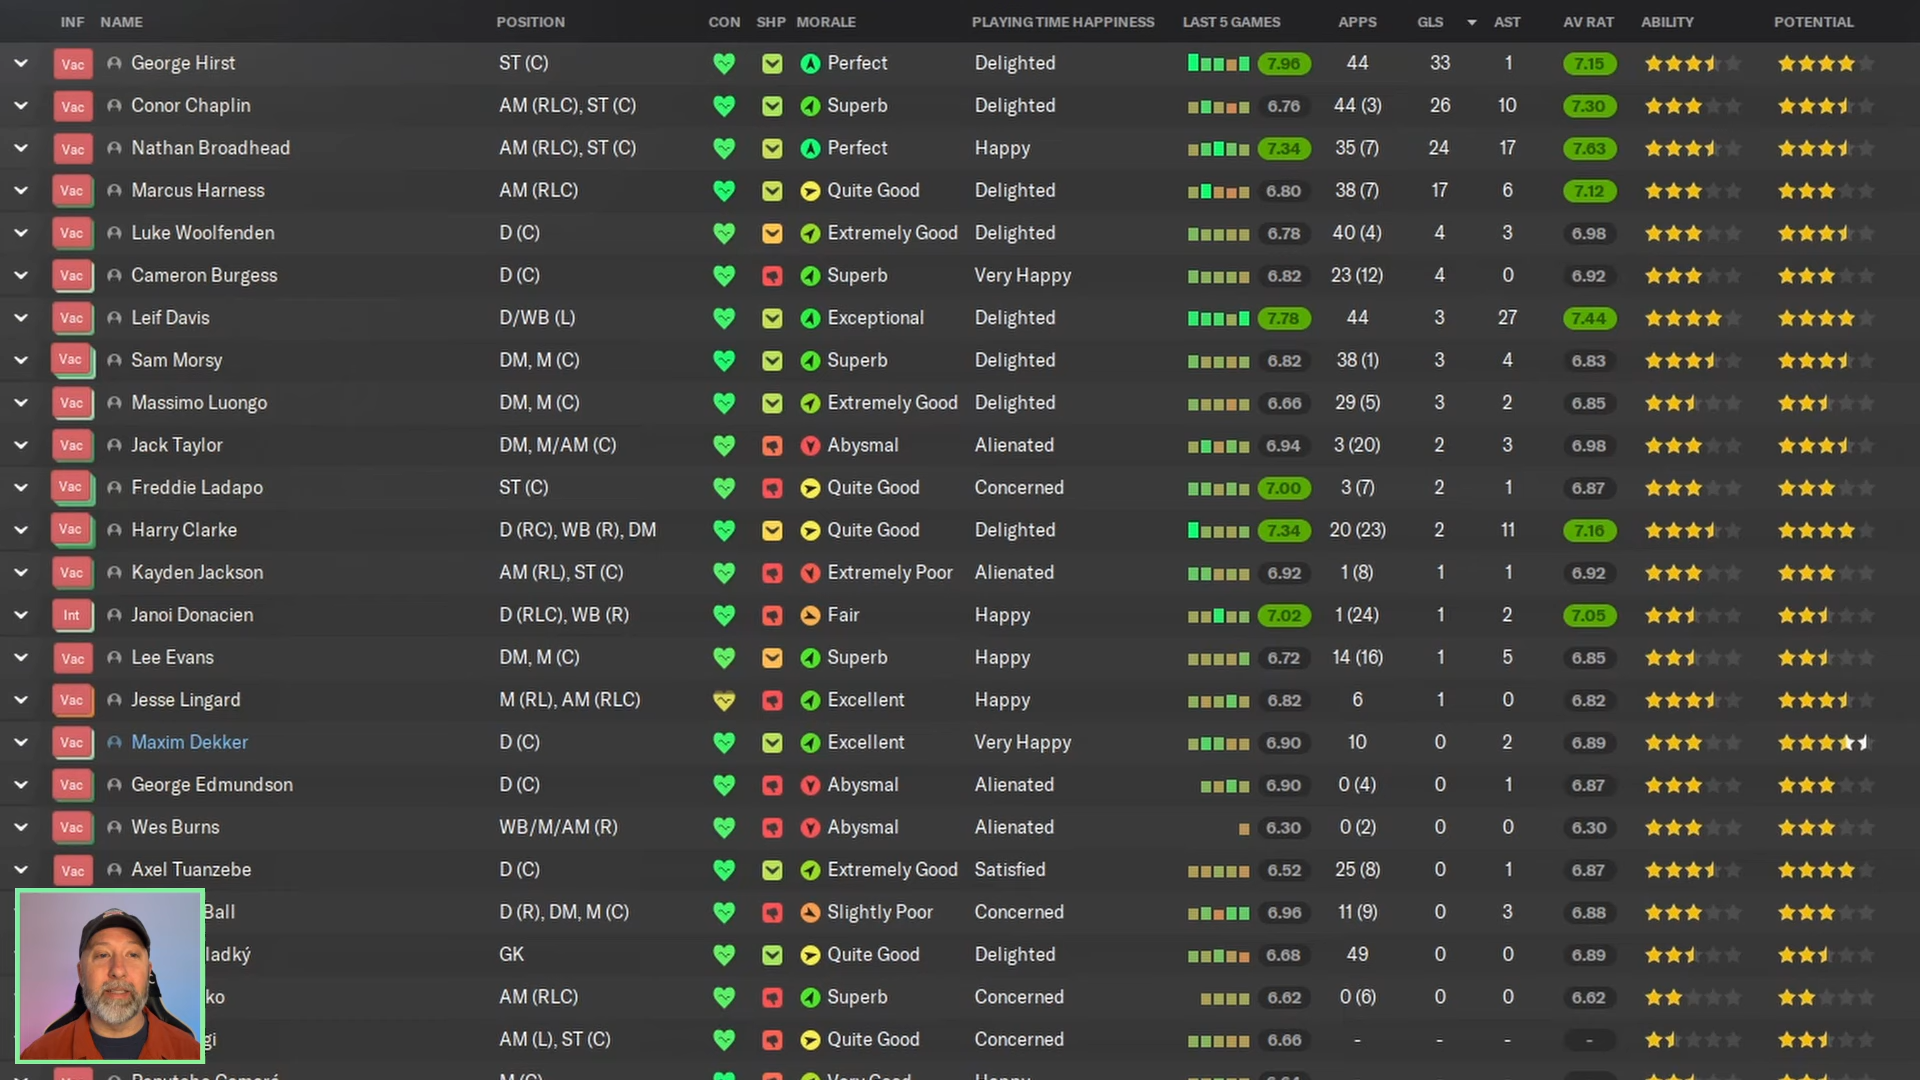 INF NAME POSITION CON SHP MORALE PLAYING TIME HAPPINESS LAST 5 GAMES APPS GLS AST AV RAT ABILITY POTENTIAL
Vac George Hirst ST (C) Perfect Delighted 7.96 44 33 1 7.15
Vac Conor Chaplin AM (RLC), ST (C) Superb Delighted 6.76 44 (3) 26 10 7.30
Vac Nathan Broadhead AM (RLC), ST (C) Perfect Happy 7.34 35 (7) 24 17 7.63
Vac Marcus Harness AM (RLC) Quite Good Delighted 6.80 38 (7) 17 6 7.12
Vac Luke Woolfenden D (C) Extremely Good Delighted 6.78 40 (4) 4 3 6.98
Vac Cameron Burgess D (C) Superb Very Happy 6.82 23 (12) 4 0 6.92
Vac Leif Davis D/WB (L) Exceptional Delighted 7.78 44 3 27 7.44
Vac Sam Morsy DM, M (C) Superb Delighted 6.82 38 (1) 3 4 6.83
Vac Massimo Luongo DM, M (C) Extremely Good Delighted 6.66 29 (5) 3 2 6.85
Vac Jack Taylor DM, M/AM (C) Abysmal Alienated 6.94 3 (20) 2 3 6.98
Vac Freddie Ladapo ST (C) Quite Good Concerned 7.00 3 (7) 2 1 6.87
Vac Harry Clarke D (RC), WB (R), DM Quite Good Delighted 7.34 20 (23) 2 11 7.16
Vac Kayden Jackson AM (RL), ST (C) Extremely Poor Alienated 6.92 1 (8) 1 1 6.92
Int Janoi Donacien D (RLC), WB (R) Fair Happy 7.02 1 (24) 1 2 7.05
Vac Lee Evans DM, M (C) Superb Happy 6.72 14 (16) 1 5 6.85
Vac Jesse Lingard M (RL), AM (RLC) Excellent Happy 6.82 6 1 0 6.82
Vac Maxim Dekker D (C) Excellent Very Happy 6.90 10 0 2 6.89
Vac George Edmundson D (C) Abysmal Alienated 6.90 0 (4) 0 1 6.87
Vac Wes Burns WB/M/AM (R) Abysmal Alienated 6.30 0 (2) 0 0 6.30
Vac Axel Tuanzebe D (C) Extremely Good Satisfied 6.52 25 (8) 0 1 6.87
Ball D (R), DM, M (C) Slightly Poor Concerned 6.96 11 (9) 0 3 6.88
ladký GK Quite Good Delighted 6.68 49 0 0 6.89
ko AM (RLC) Superb Concerned 6.62 0 (6) 0 0 6.62
gi AM (L), ST (C) Quite Good Concerned 6.66 - - - -